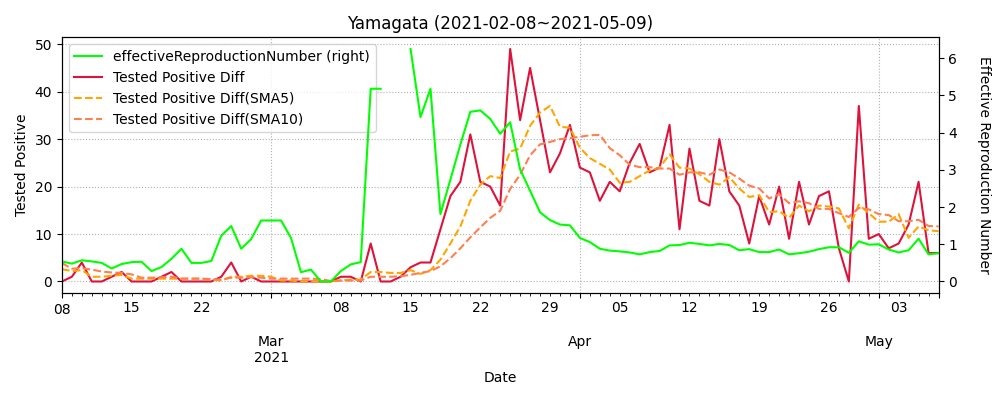 Yamagata (2021-02-08~2021-05-09)
effectiveReproductionNumber (right)
Tested Positive Diff
Tested Positive Diff(SMA5)
Tested Positive Diff(SMA10)
Tested Positive
50
40
30
20
10
0
Effective Reproduction Number
6
5
4
3
2
1
0
08 15 22 08 15 22 29 05 12 19 26 03
Mar Apr May
2021
Date